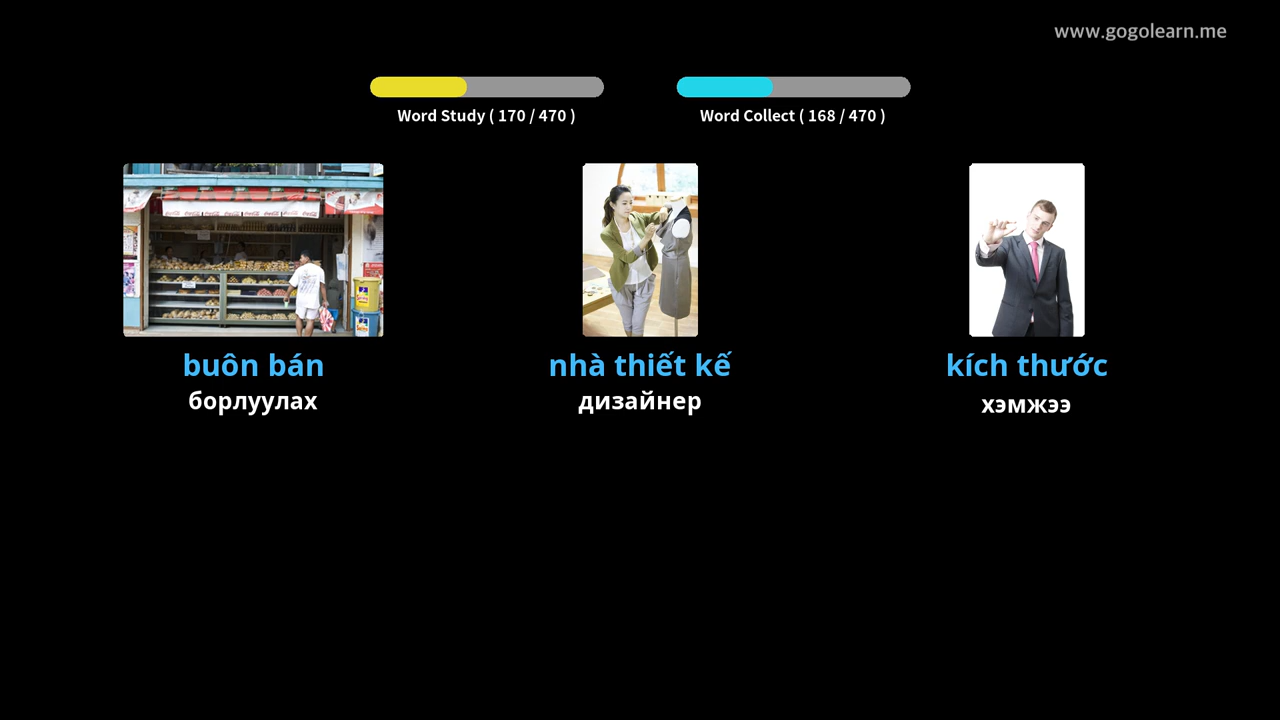 www.gogolearn.me
Word Study ( 170 / 470 )
Word Collect ( 168 / 470 )
buôn bán
борлуулах
nhà thiết kế
дизайнер
kích thước
хэмжээ